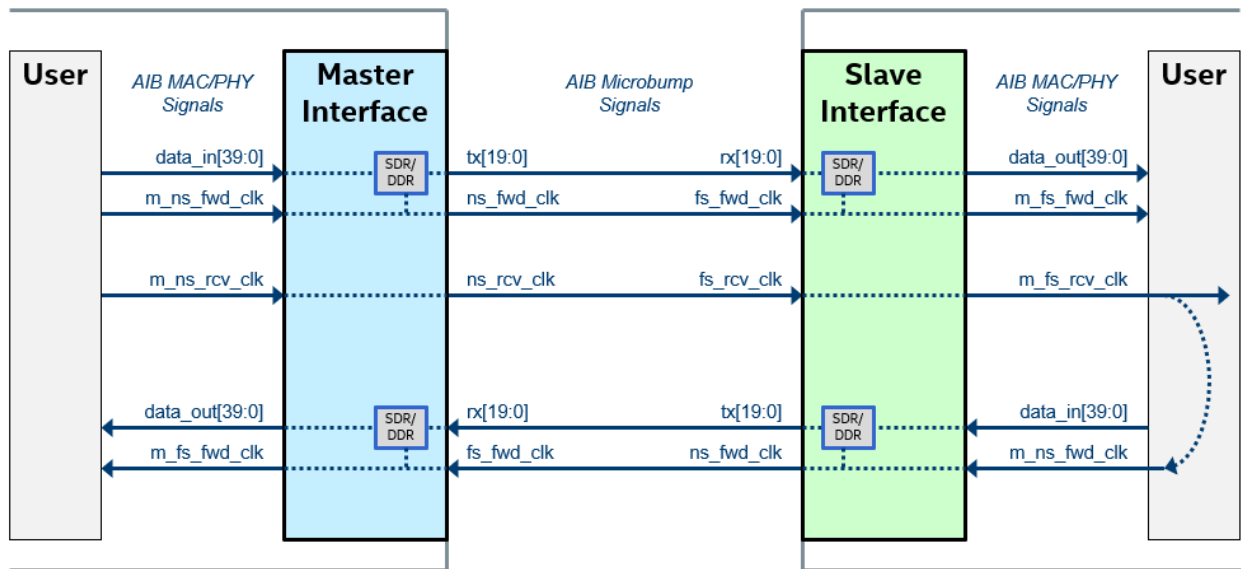 User
AIB MAC/PHY
Signals
Master
Interface
AIB Microbump
Signals
Slave
Interface
AIB MAC/PHY
Signals
User
data_in[39:0]
SDR/
DDR
tx[19:0]
rx[19:0]
SDR/
DDR
data_out[39:0]
m_ns_fwd_clk
ns_fwd_clk
fs_fwd_clk
m_fs_fwd_clk
m_ns_rcv_clk
ns_rcv_clk
fs_rcv_clk
m_fs_rcv_clk
data_out[39:0]
SDR/
DDR
rx[19:0]
tx[19:0]
SDR/
DDR
data_in[39:0]
m_fs_fwd_clk
fs_fwd_clk
ns_fwd_clk
m_ns_fwd_clk